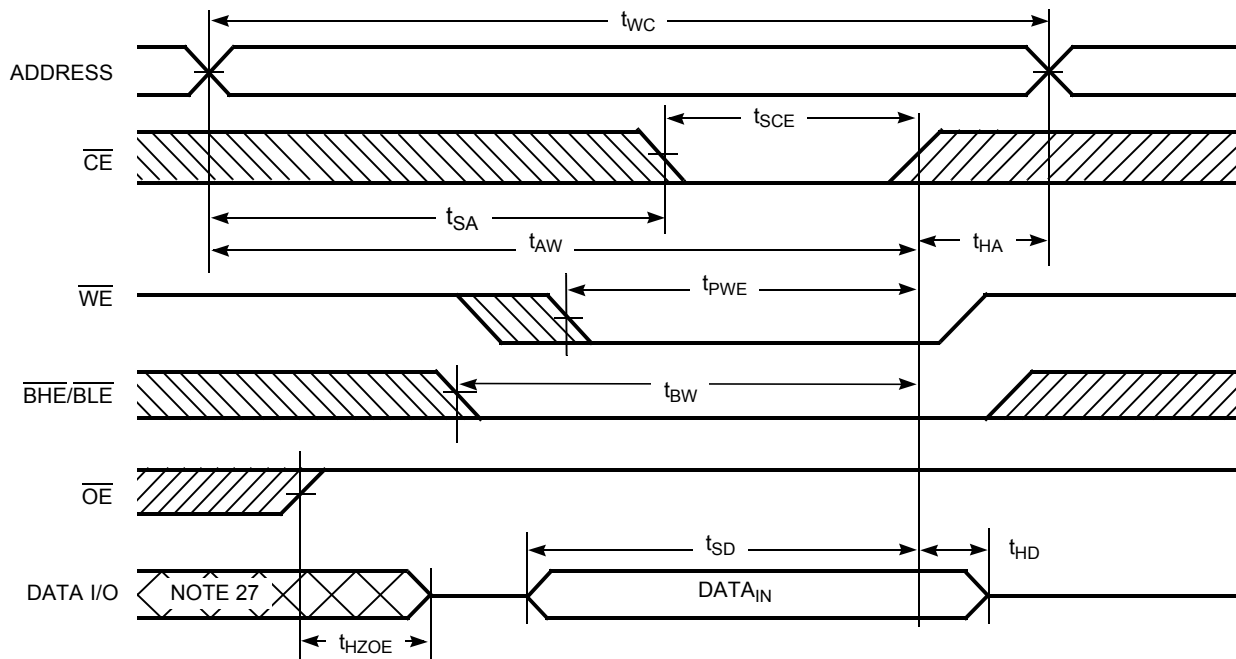 tWC
ADDRESS
tSCE
CE
tSA
tAW
tHA
WE
tPWE
BHE/BLE
tBW
OE
tSD
tHD
DATA I/O
NOTE 27
DATAIN
tHZOE